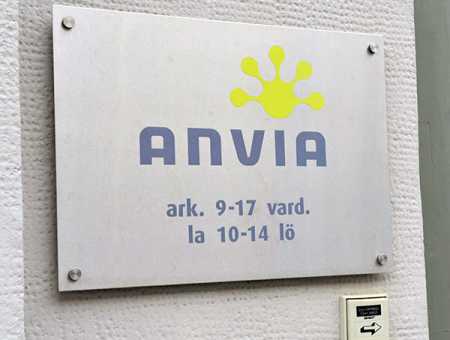 ANVIA
ark. 9-17 vard.
la 10-14 lö